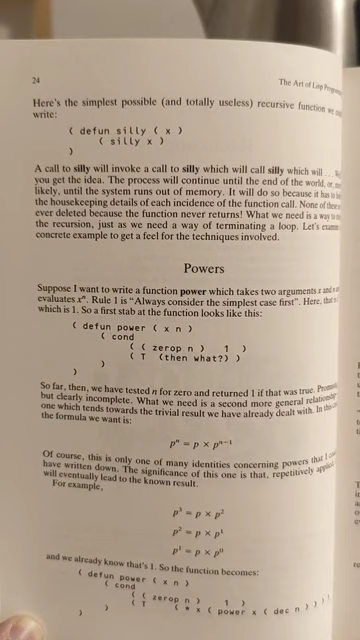 24
The Art of Lisp
Here's the simplest possible (and totally useless) recursive function we can
write:
( defun silly ( x )
( silly x )
)
A call to silly will invoke a call to silly which will call silly which will . . .
you get the idea. The process will continue until the end of the world, or,
likely, until the system runs out of memory. It will do so because it has to
the housekeeping details of each incidence of the function call. None of these
ever deleted because the function never returns! What we need is a way to
the recursion, just as we need a way of terminating a loop. Let's
concrete example to get a feel for the techniques involved.
Powers
Suppose I want to write a function power which takes two arguments x and
evaluates xⁿ. Rule 1 is "Always consider the simplest case first". Here,
which is 1. So a first stab at the function looks like this:
( defun power ( x n )
( cond
( ( zerop n ) 1 )
( T (then what?) )
)
)
So far, then, we have tested n for zero and returned 1 if that was true.
but clearly incomplete. What we need is a second more general
one which tends towards the trivial result we have already dealt with. In
the formula we want is:
pⁿ = p × pⁿ⁻¹
Of course, this is only one of many identities concerning powers that I
have written down. The significance of this one is that, repetitively
will eventually lead to the known result.
For example,
p³ = p × p²
p² = p × p¹
p¹ = p × p⁰
and we already know that's 1. So the function becomes:
( defun power ( x n )
( cond
( ( zerop n ) 1 )
( T ( * x ( power x ( dec n ) ) ) )
)
)